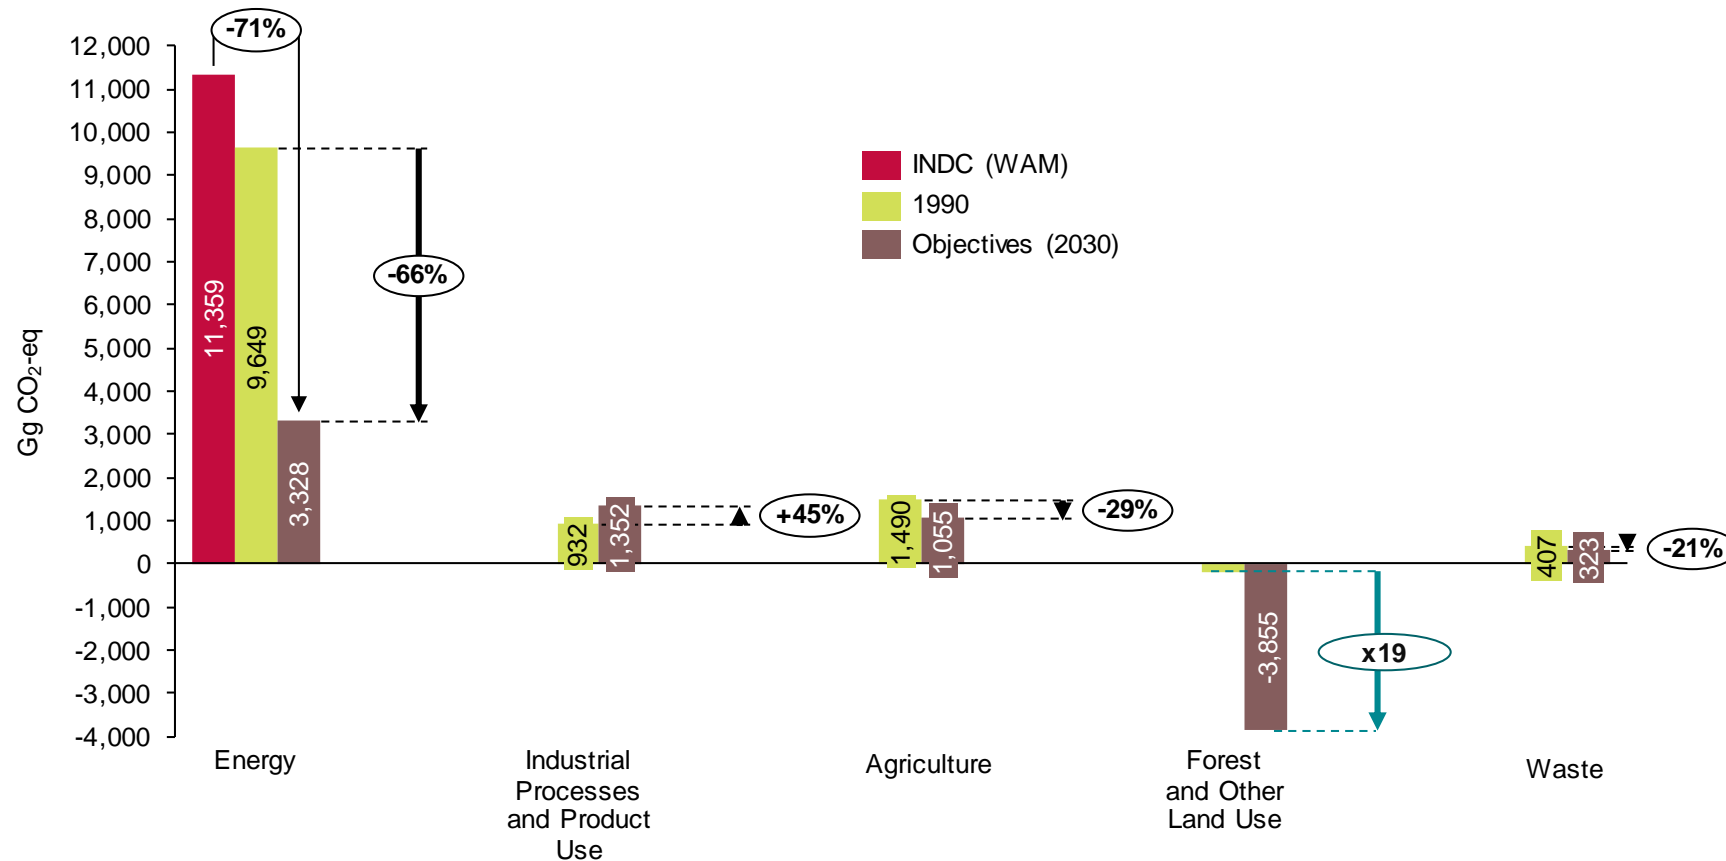 -71%
12,000
11,000
10,000
9,000
8,000
7,000
6,000
5,000
4,000
3,000
2,000
1,000
0
-1,000
-2,000
-3,000
-4,000
Gg CO₂-eq
INDC (WAM)
1990
Objectives (2030)
11,359
9,649
3,328
-66%
932
1,352
+45%
1,490
1,055
-29%
-3,855
x19
407
323
-21%
Energy
Industrial
Processes
and Product
Use
Agriculture
Forest
and Other
Land Use
Waste